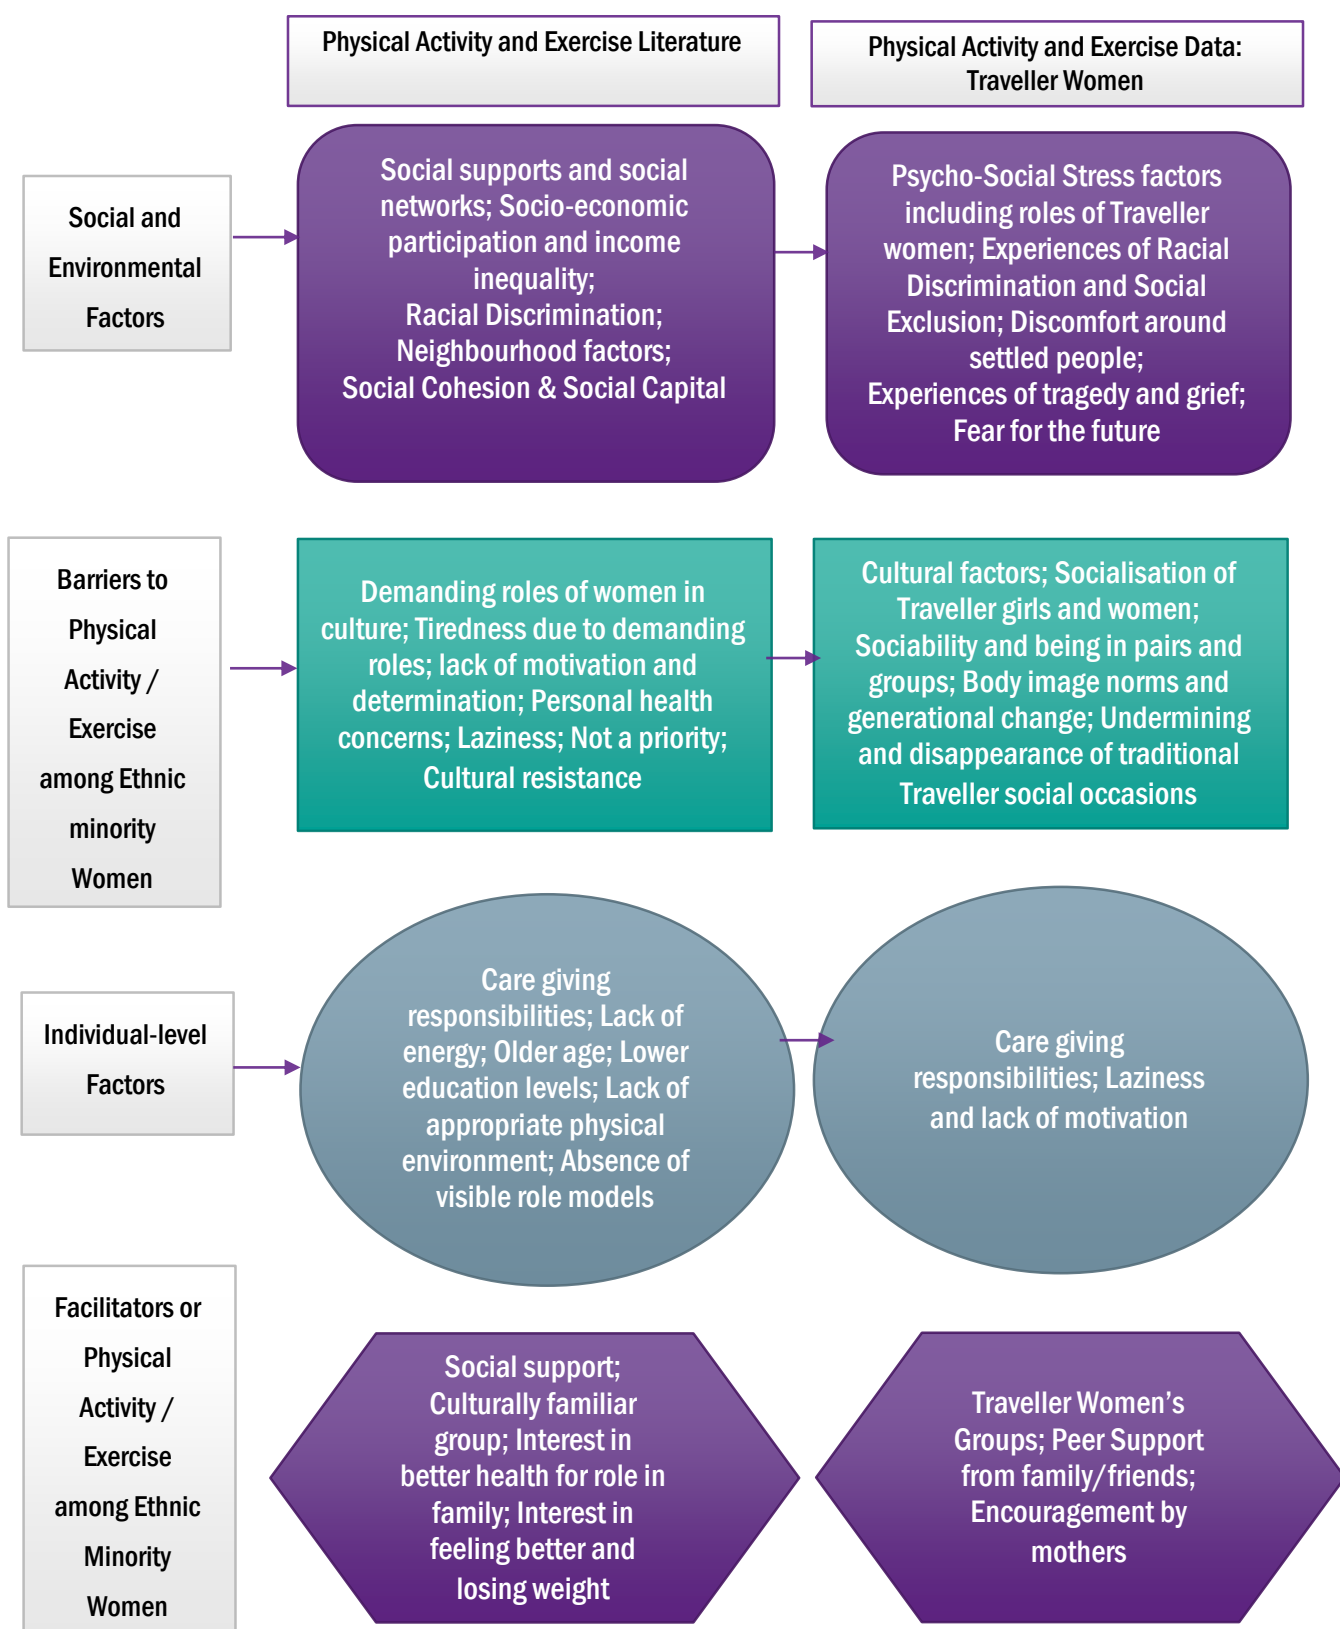 Physical Activity and Exercise Literature
Physical Activity and Exercise Data:
Traveller Women
Social and
Environmental
Factors
Social supports and social
networks; Socio-economic
participation and income
inequality;
Racial Discrimination;
Neighbourhood factors;
Social Cohesion & Social Capital
Psycho-Social Stress factors
including roles of Traveller
women; Experiences of Racial
Discrimination and Social
Exclusion; Discomfort around
settled people;
Experiences of tragedy and grief;
Fear for the future
Barriers to
Physical
Activity /
Exercise
among Ethnic
minority
Women
Demanding roles of women in
culture; Tiredness due to demanding
roles; lack of motivation and
determination; Personal health
concerns; Laziness; Not a priority;
Cultural resistance
Cultural factors; Socialisation of
Traveller girls and women;
Sociability and being in pairs and
groups; Body image norms and
generational change; Undermining
and disappearance of traditional
Traveller social occasions
Individual-level
Factors
Care giving
responsibilities; Lack of
energy; Older age; Lower
education levels; Lack of
appropriate physical
environment; Absence of
visible role models
Care giving
responsibilities; Laziness
and lack of motivation
Facilitators or
Physical
Activity /
Exercise
among Ethnic
Minority
Women
Social support;
Culturally familiar
group; Interest in
better health for role in
family; Interest in
feeling better and
losing weight
Traveller Women’s
Groups; Peer Support
from family/friends;
Encouragement by
mothers